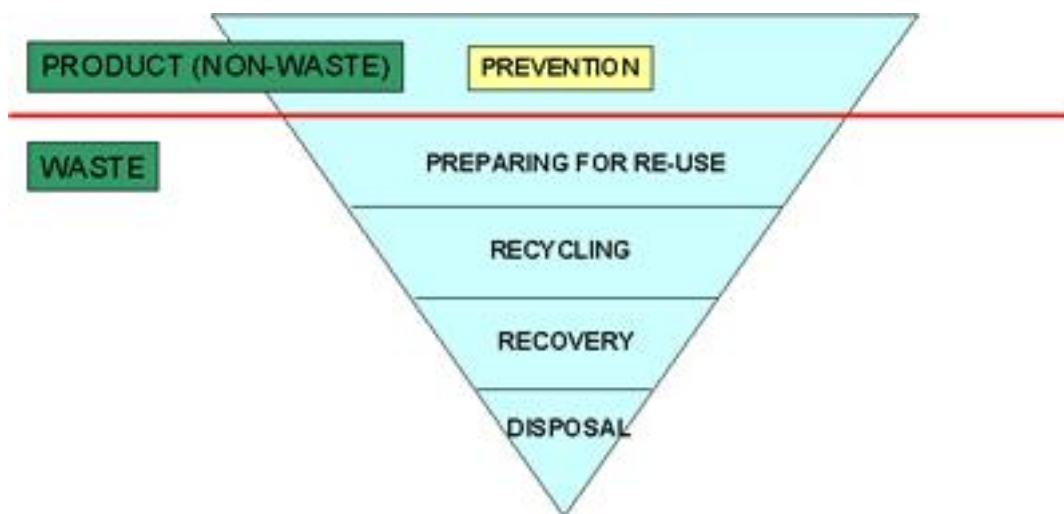 PRODUCT (NON-WASTE)
PREVENTION
WASTE
PREPARING FOR RE-USE
RECYCLING
RECOVERY
DISPOSAL